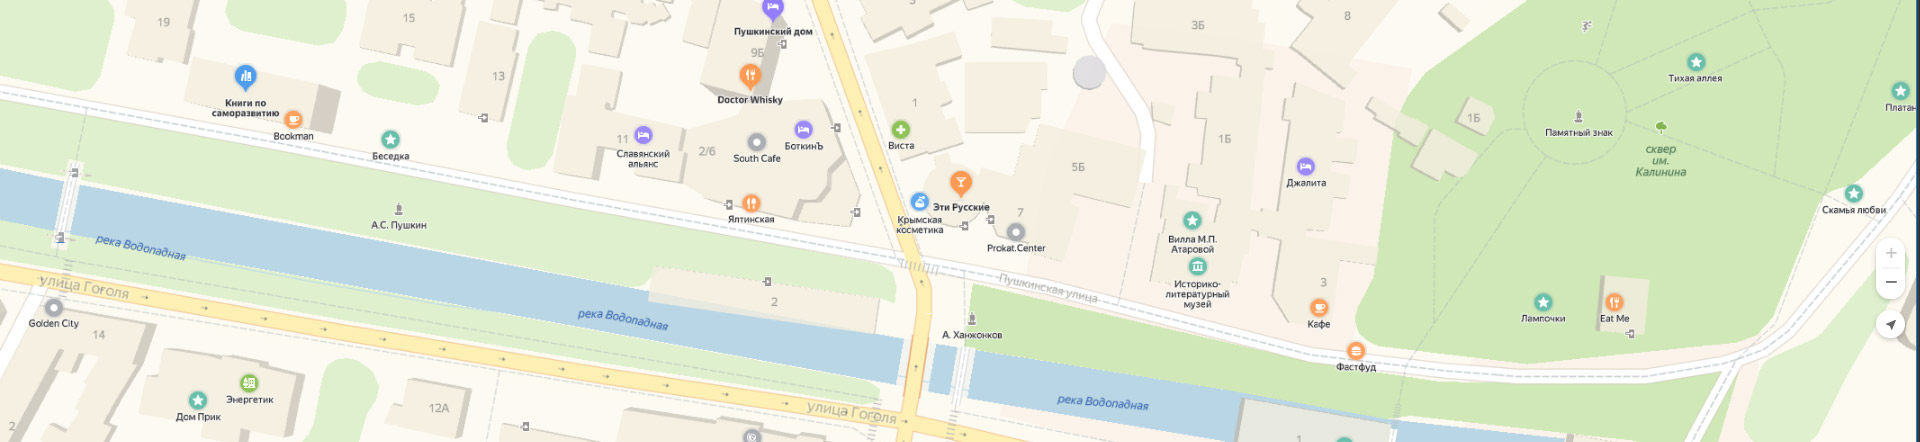 19
15
13
Книги по
саморазвитию
Bookman
Беседка
А.С. Пушкин
река Водопадная
улица Гоголя
Golden City
14
Энергетик
Дом Прик
2
12А
Пушкинский дом
9Б
Doctor Whisky
11
Славянский
альянс
2/6
South Cafe
БоткинЪ
Ялтинская
река Водопадная
2
улица Гоголя
1
Виста
Крымская
косметика
Эти Русские
7
Prokat.Center
5Б
Пушкинская улица
А. Ханжонков
река Водопадная
3Б
8
1Б
Джалита
Вилла М.П.
Атаровой
Историко-
литературный
музей
3
Кафе
Фастфуд
1
1Б
Памятный знак
Тихая аллея
сквер
им.
Калинина
Платан
Скамья любви
Лампочки
Eat Me